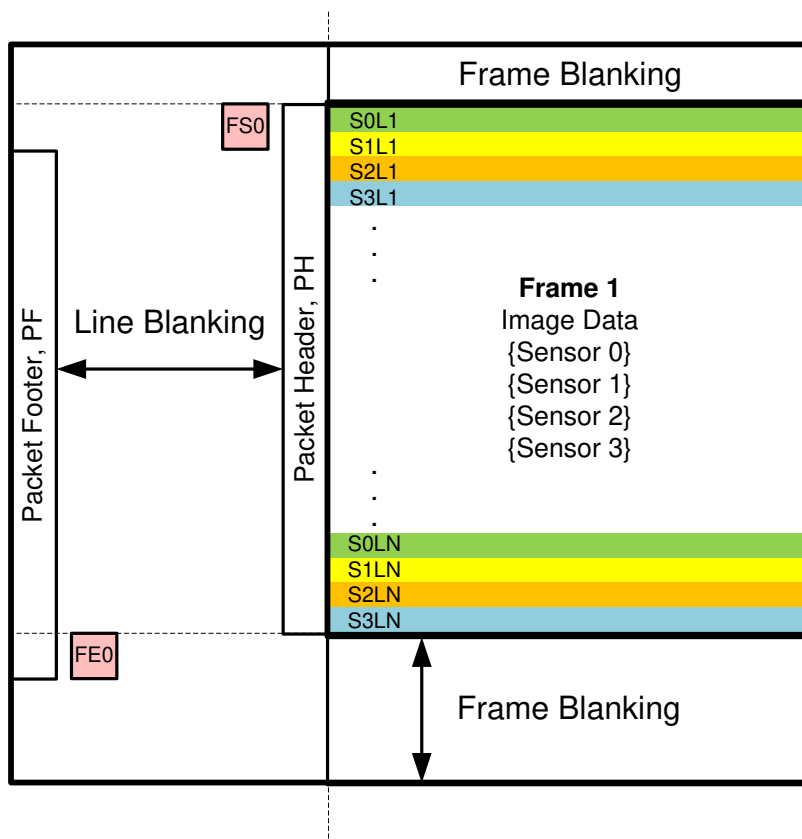 Frame Blanking
FS0
S0L1
S1L1
S2L1
S3L1
.
.
.
Packet Footer, PF
Line Blanking
Packet Header, PH
Frame 1
Image Data
{Sensor 0}
{Sensor 1}
{Sensor 2}
{Sensor 3}
.
.
.
S0LN
S1LN
S2LN
S3LN
FE0
Frame Blanking